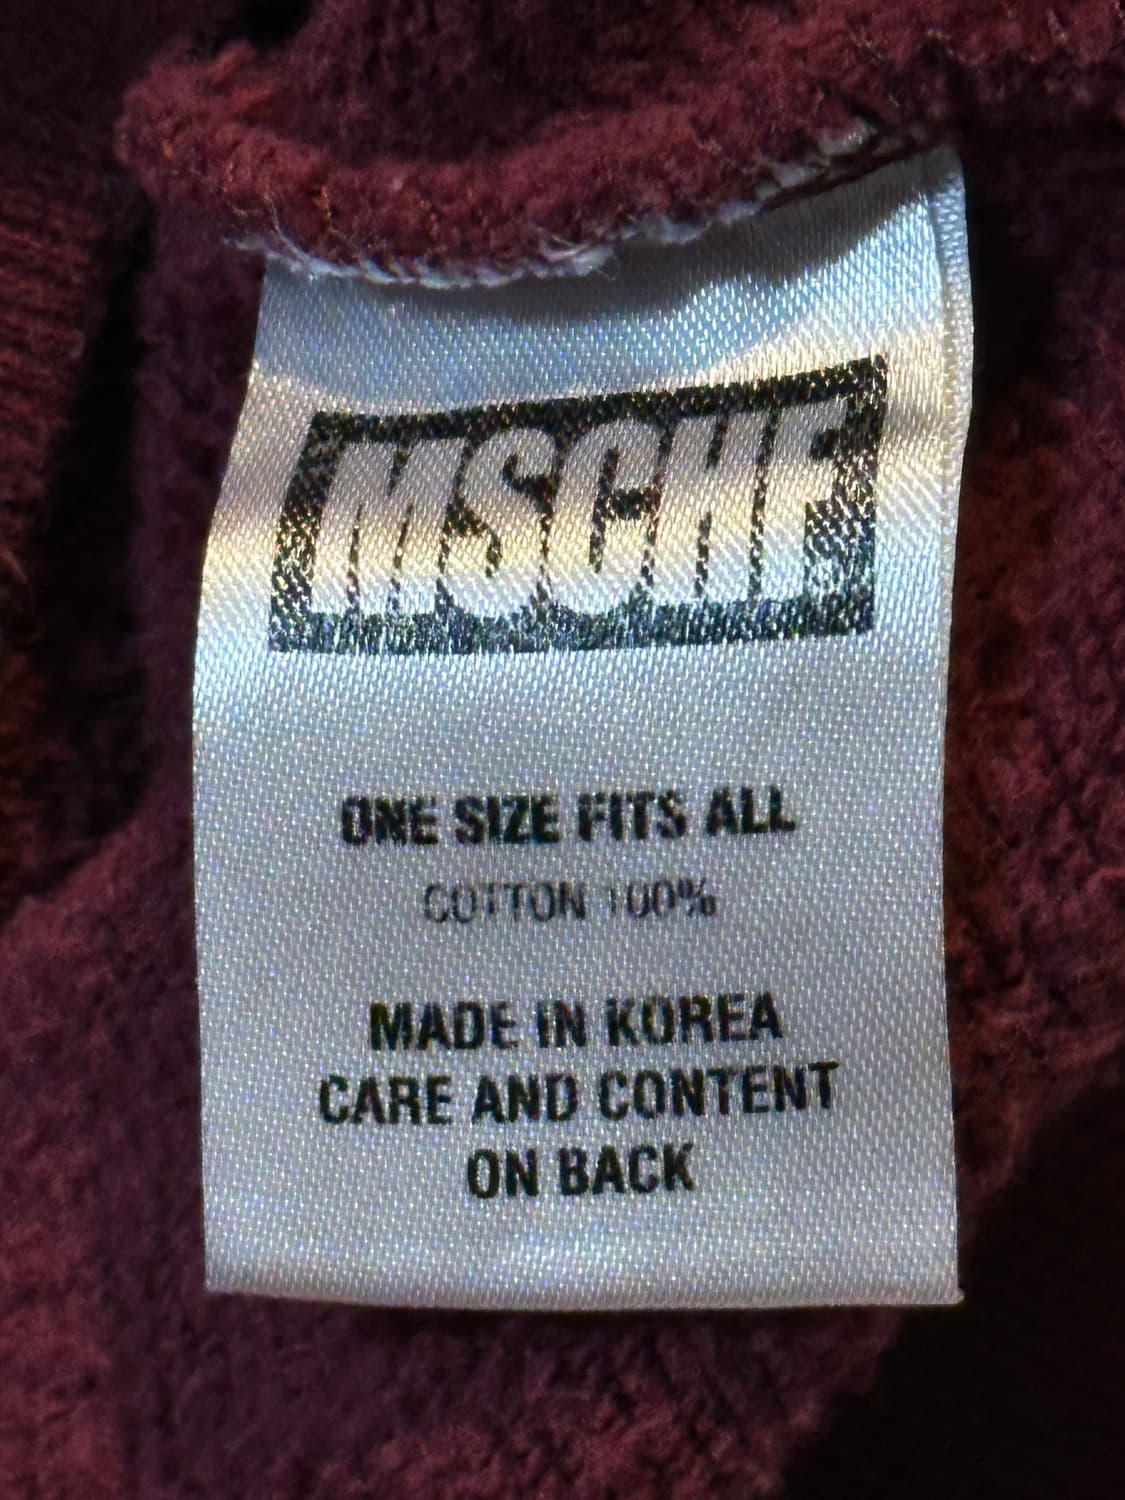 MSCHF
ONE SIZE FITS ALL
COTTON 100%
MADE IN KOREA
CARE AND CONTENT
ON BACK